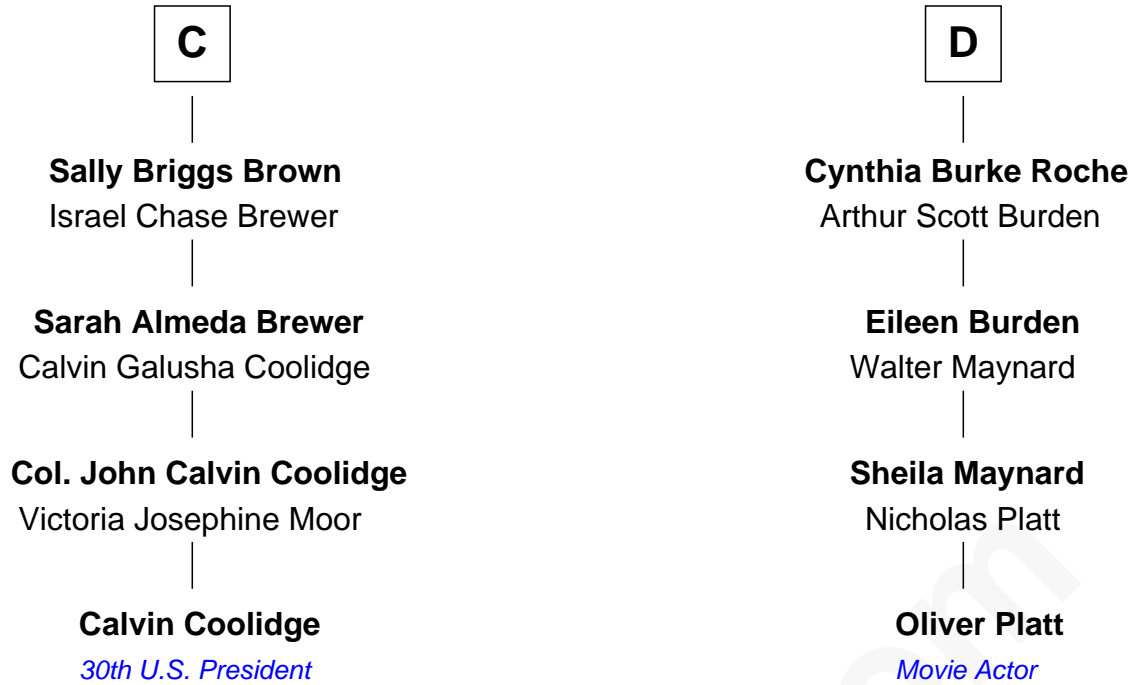 C
Sally Briggs Brown
Israel Chase Brewer
Sarah Almeda Brewer
Calvin Galusha Coolidge
Col. John Calvin Coolidge
Victoria Josephine Moor
Calvin Coolidge
30th U.S. President
D
Cynthia Burke Roche
Arthur Scott Burden
Eileen Burden
Walter Maynard
Sheila Maynard
Nicholas Platt
Oliver Platt
Movie Actor
om